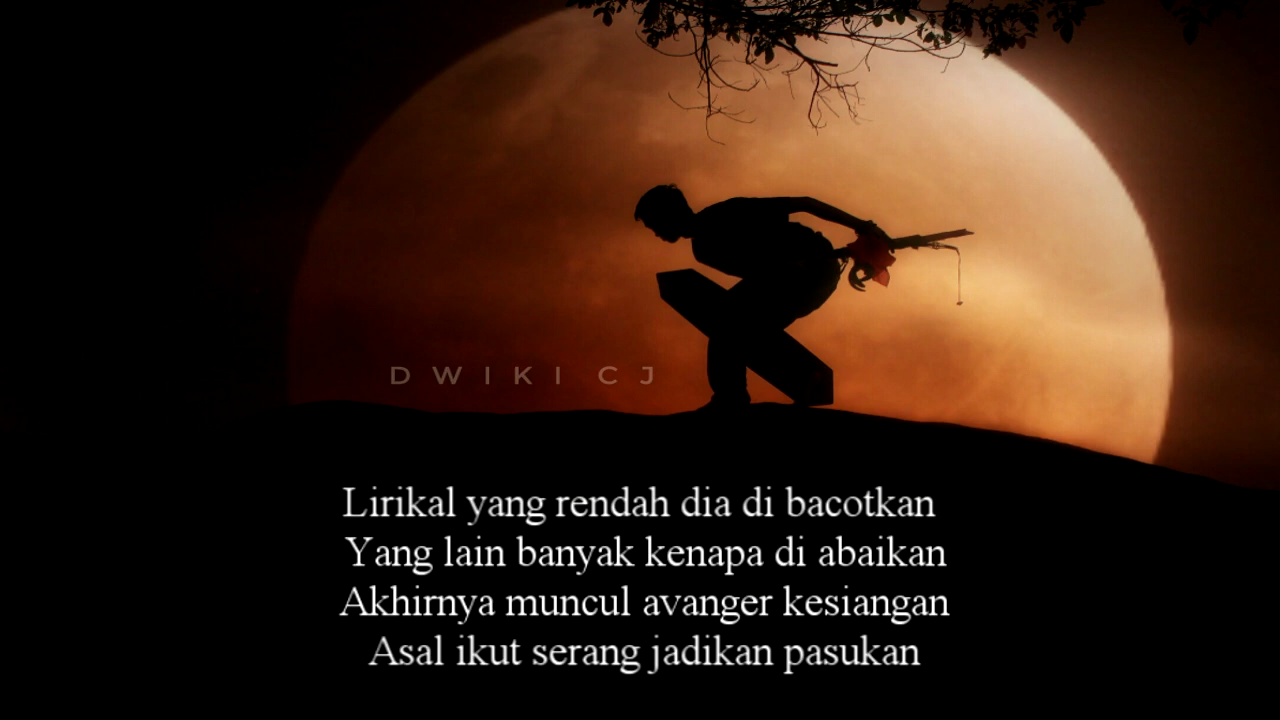 DWIKI CJ
Lirikal yang rendah dia di bacotkan
Yang lain banyak kenapa di abaikan
Akhirnya muncul avanger kesiangan
Asal ikut serang jadikan pasukan